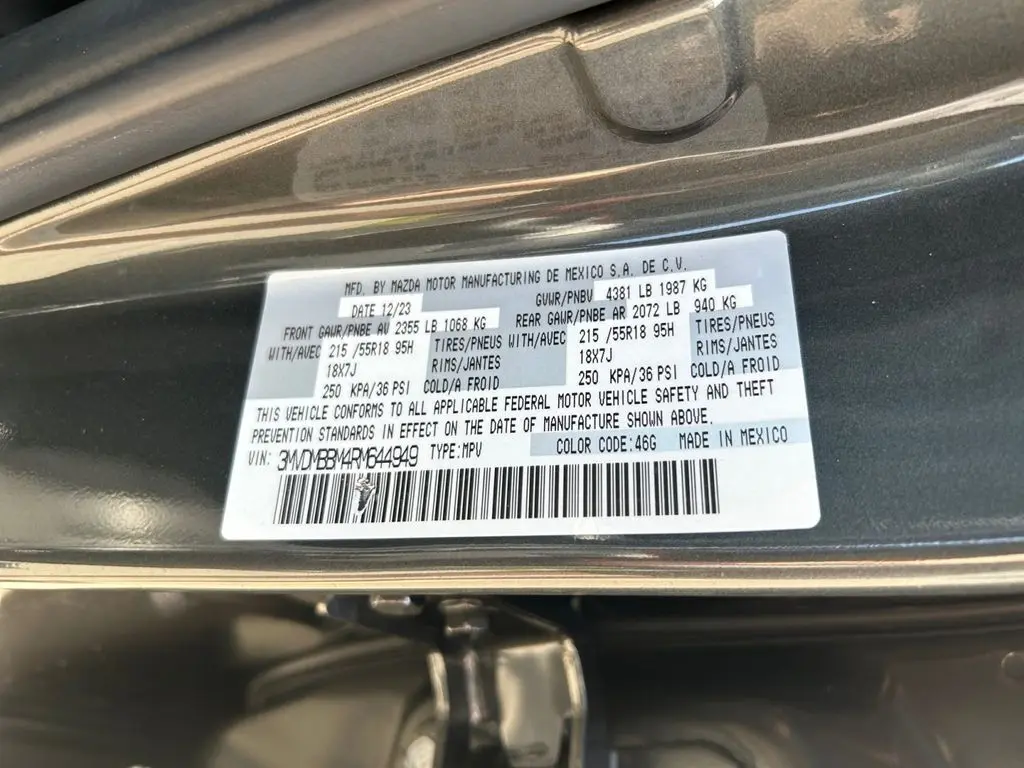 MFD. BY MAZDA MOTOR MANUFACTURING DE MEXICO S.A. DE C.V.
DATE 12/23 GVWR/PNBV 4381 LB 1987 KG
FRONT GAWR/PNBE AV 2355 LB 1068 KG REAR GAWR/PNBE AR 2072 LB 940 KG
WITH/AVEC 215 /55R18 95H TIRES/PNEUS WITH/AVEC 215 /55R18 95H TIRES/PNEUS
18X7J RIMS/JANTES 18X7J RIMS/JANTES
250 KPA/36 PSI COLD/A FROID 250 KPA/36 PSI COLD/A FROID
THIS VEHICLE CONFORMS TO ALL APPLICABLE FEDERAL MOTOR VEHICLE SAFETY AND THEFT
PREVENTION STANDARDS IN EFFECT ON THE DATE OF MANUFACTURE SHOWN ABOVE.
VIN: 3MVDMBBM4RM644949 TYPE:MPV COLOR CODE:46G MADE IN MEXICO